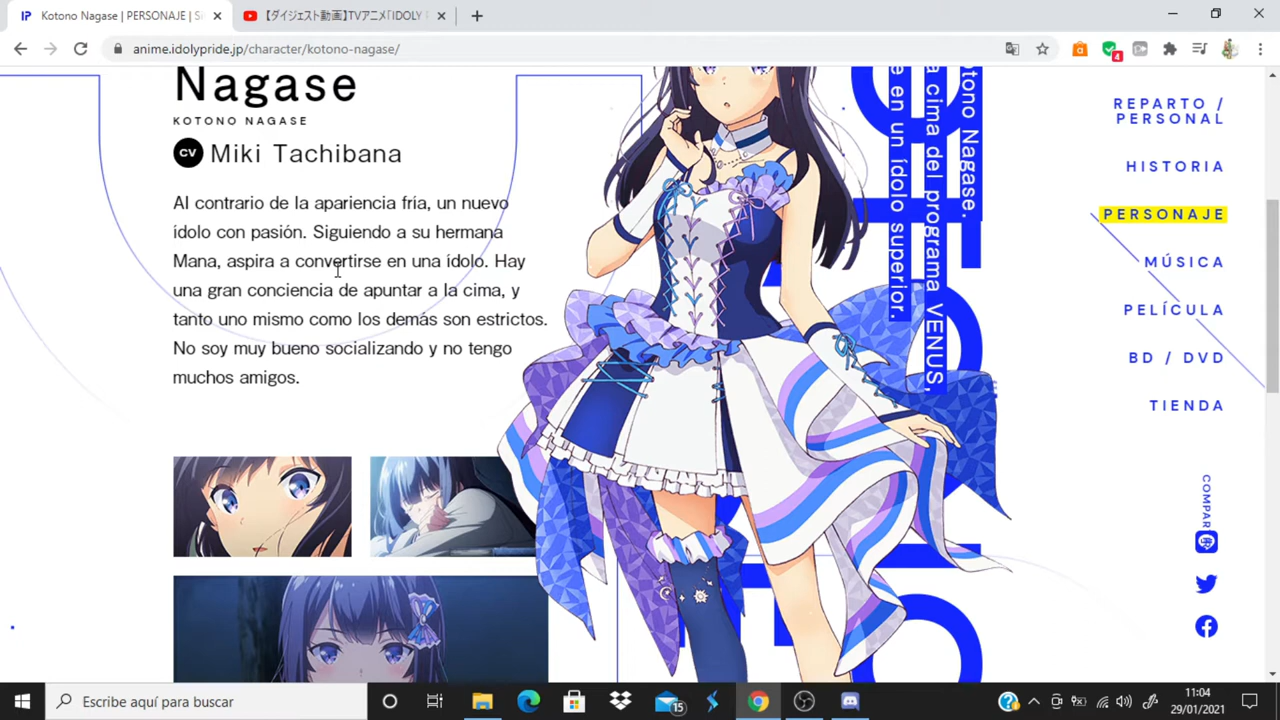 Kotono Nagase | PERSONAJE | Si
【ダイジェスト動画】TVアニメ「IDOLY
anime.idolypride.jp/character/kotono-nagase/
4
Nagase
KOTONO NAGASE
CV Miki Tachibana
Al contrario de la apariencia fría, un nuevo
ídolo con pasión. Siguiendo a su hermana
Mana, aspira a convertirse en una ídolo. Hay
una gran conciencia de apuntar a la cima, y
tanto uno mismo como los demás son estrictos.
No soy muy bueno socializando y no tengo
muchos amigos.
otono Nagase.
a cima del programa VENUS,
e en un ídolo superior.
REPARTO /
PERSONAL
HISTORIA
PERSONAJE
MÚSICA
PELÍCULA
BD / DVD
TIENDA
COMPAR
Escribe aquí para buscar
15
11:04
29/01/2021